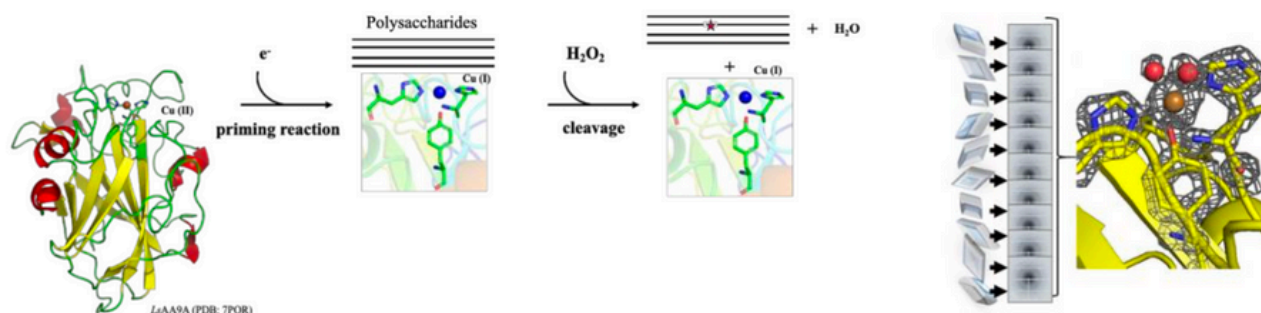 Cu (II)
LsAA9A (PDB: 7POR)
e-
priming reaction
Polysaccharides
Cu (I)
H2O2
cleavage
+ H2O
+
Cu (I)